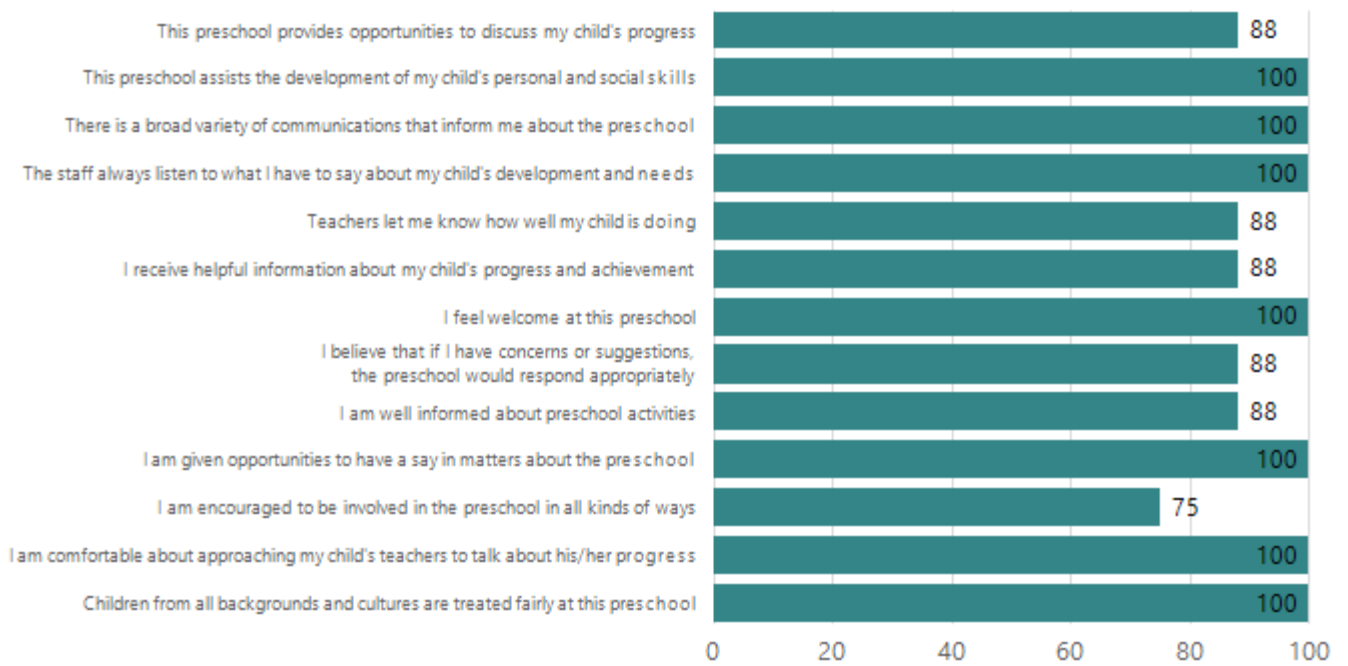 This preschool provides opportunities to discuss my child's progress 88
This preschool assists the development of my child's personal and social skills 100
There is a broad variety of communications that inform me about the preschool 100
The staff always listen to what I have to say about my child's development and needs 100
Teachers let me know how well my child is doing 88
I receive helpful information about my child's progress and achievement 88
I feel welcome at this preschool 100
I believe that if I have concerns or suggestions,
the preschool would respond appropriately 88
I am well informed about preschool activities 88
I am given opportunities to have a say in matters about the preschool 100
I am encouraged to be involved in the preschool in all kinds of ways 75
I am comfortable about approaching my child's teachers to talk about his/her progress 100
Children from all backgrounds and cultures are treated fairly at this preschool 100
0 20 40 60 80 100